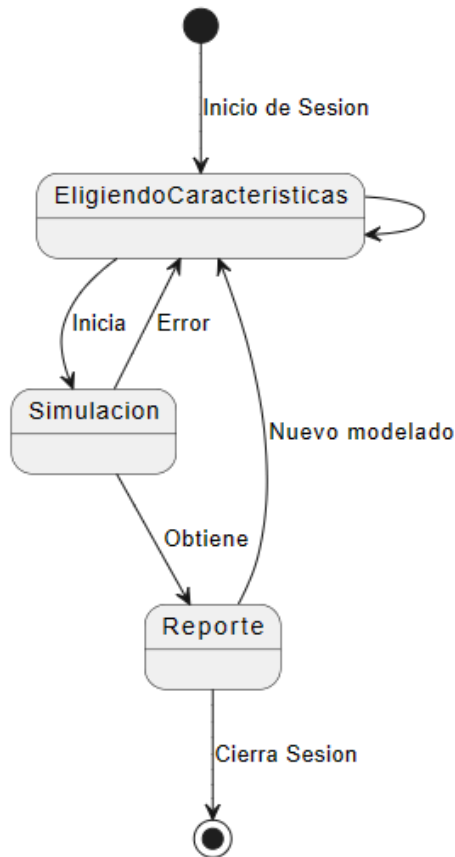 Inicio de Sesion
EligiendoCaracteristicas
Inicia
Error
Simulacion
Nuevo modelado
Obtiene
Reporte
Cierra Sesion